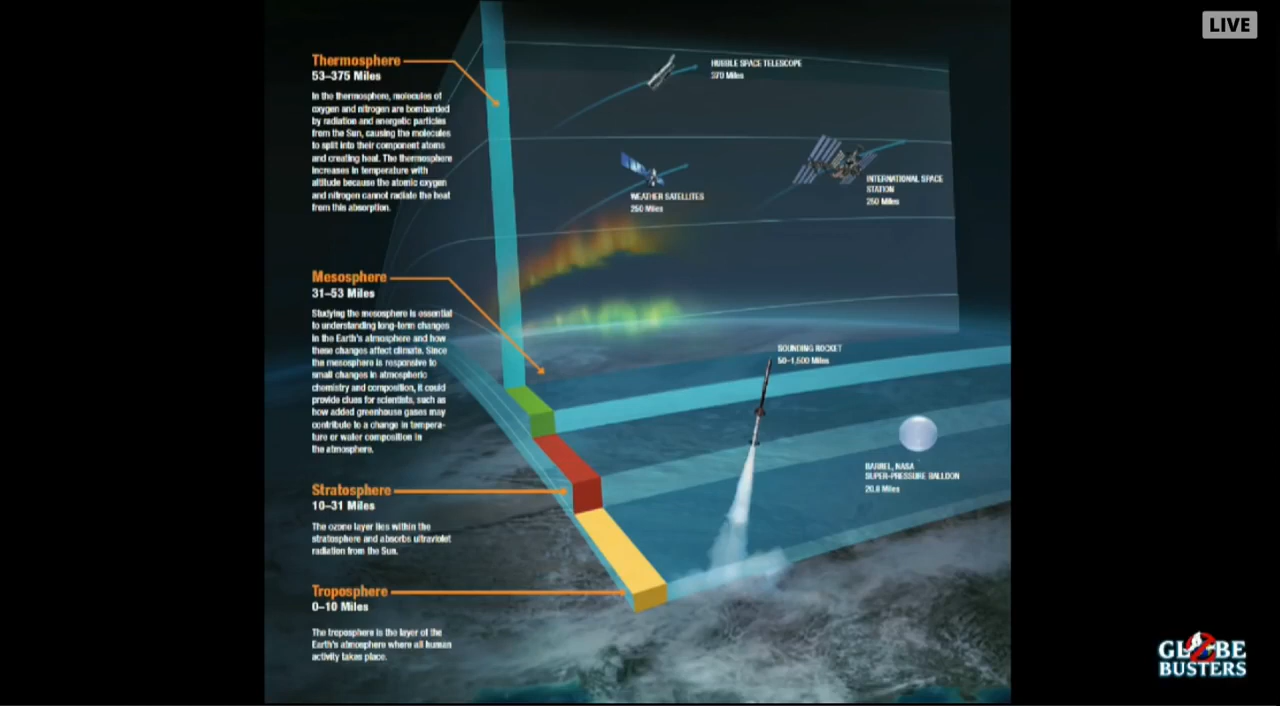 LIVE
Thermosphere
53–375 Miles
In the thermosphere, molecules of
oxygen and nitrogen are bombarded
by radiation and energetic particles
from the Sun, causing the molecules
to split into their component atoms
and creating heat. The thermosphere
increases in temperature with
altitude because the atomic oxygen
and nitrogen cannot radiate the heat
from this absorption.
HUBBLE SPACE TELESCOPE
370 Miles
INTERNATIONAL SPACE
STATION
250 Miles
WEATHER SATELLITES
250 Miles
Mesosphere
31–53 Miles
Studying the mesosphere is essential
to understanding long-term changes
in the Earth's atmosphere and how
these changes affect climate. Since
the mesosphere is responsive to
small changes in atmospheric
chemistry and composition, it could
provide clues for scientists, such as
how added greenhouse gases may
contribute to a change in tempera-
ture or water composition in
the atmosphere.
SOUNDING ROCKET
50–1,500 Miles
BARREL, NASA
SUPER-PRESSURE BALLOON
20.8 Miles
Stratosphere
10–31 Miles
The ozone layer lies within the
stratosphere and absorbs ultraviolet
radiation from the Sun.
Troposphere
0–10 Miles
The troposphere is the layer of the
Earth's atmosphere where all human
activity takes place.
GLOBE
BUSTERS